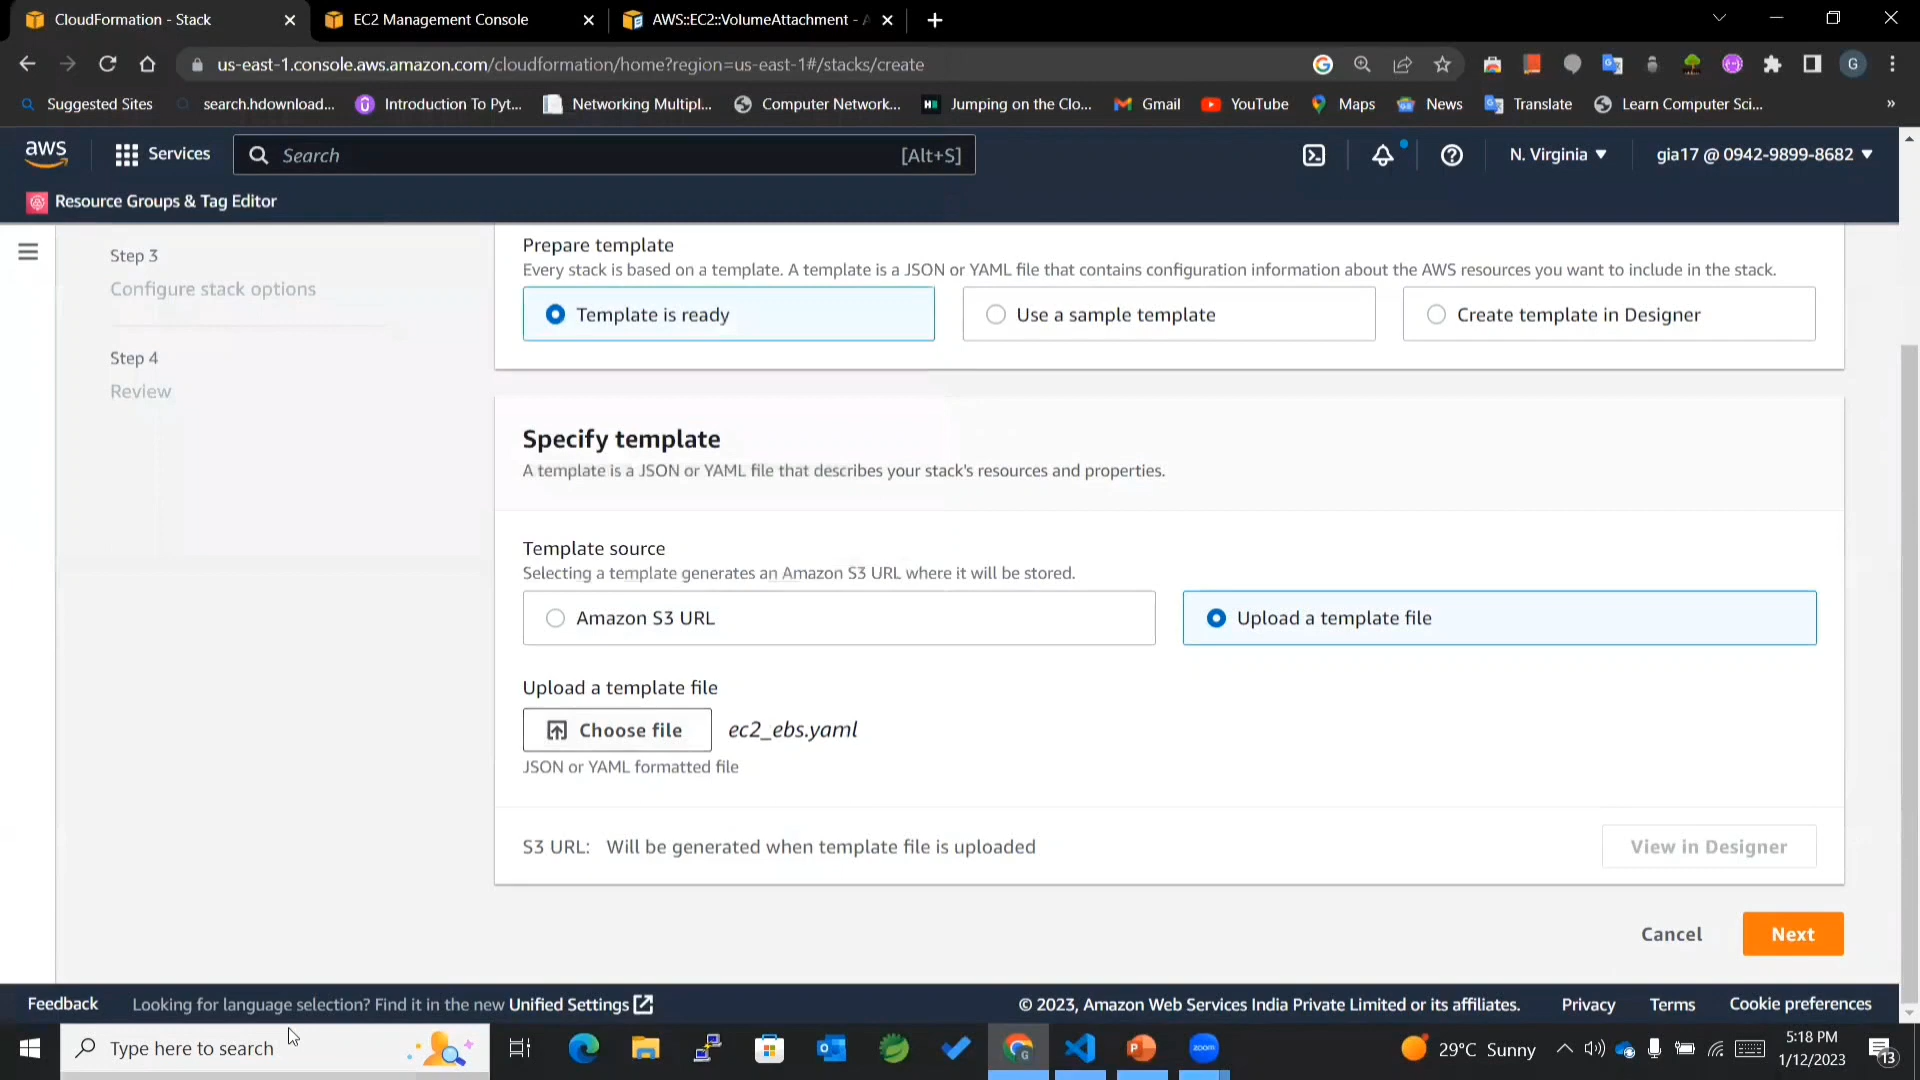 CloudFormation - Stack
EC2 Management Console
AWS::EC2::VolumeAttachment - A
us-east-1.console.aws.amazon.com/cloudformation/home?region=us-east-1#/stacks/create
G
Suggested Sites
search.hdownload...
Introduction To Pyt...
Networking Multipl...
Computer Network...
Jumping on the Clo...
Gmail
YouTube
Maps
News
Translate
Learn Computer Sci...
»
aws
Services
Search
[Alt+S]
N. Virginia
gia17 @ 0942-9899-8682
Resource Groups & Tag Editor
Step 3
Configure stack options
Step 4
Review
Prepare template
Every stack is based on a template. A template is a JSON or YAML file that contains configuration information about the AWS resources you want to include in the stack.
Template is ready
Use a sample template
Create template in Designer
Specify template
A template is a JSON or YAML file that describes your stack's resources and properties.
Template source
Selecting a template generates an Amazon S3 URL where it will be stored.
Amazon S3 URL
Upload a template file
Upload a template file
Choose file
ec2_ebs.yaml
JSON or YAML formatted file
S3 URL: Will be generated when template file is uploaded
View in Designer
Cancel
Next
Feedback
Looking for language selection? Find it in the new Unified Settings
© 2023, Amazon Web Services India Private Limited or its affiliates.
Privacy
Terms
Cookie preferences
Type here to search
zoom
29°C Sunny
5:18 PM
1/12/2023
13